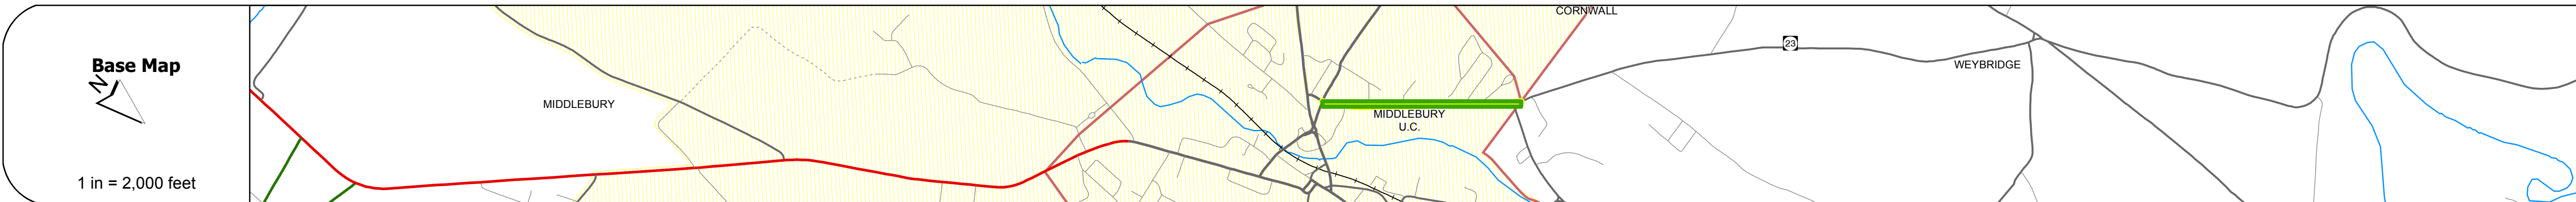 Base Map
N
1 in = 2,000 feet
CORNWALL
23
WEYBRIDGE
MIDDLEBURY
MIDDLEBURY
U.C.